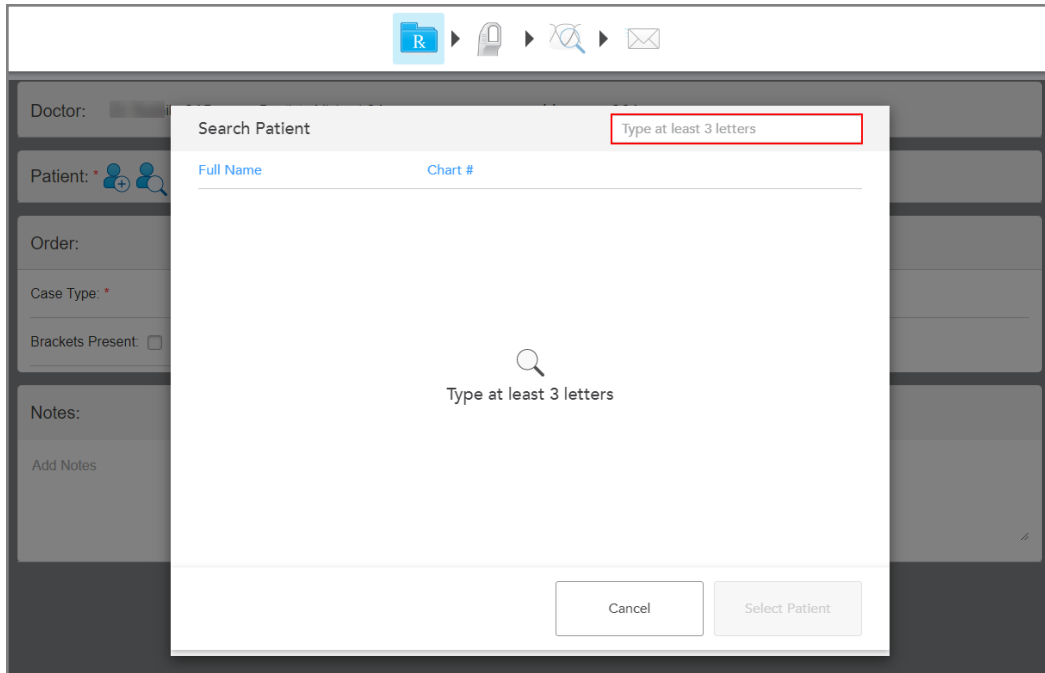 Rx
Doctor:
Search Patient
Type at least 3 letters
Patient: *
Full Name
Chart #
Order:
Case Type: *
Brackets Present:
Type at least 3 letters
Notes:
Add Notes
Cancel
Select Patient